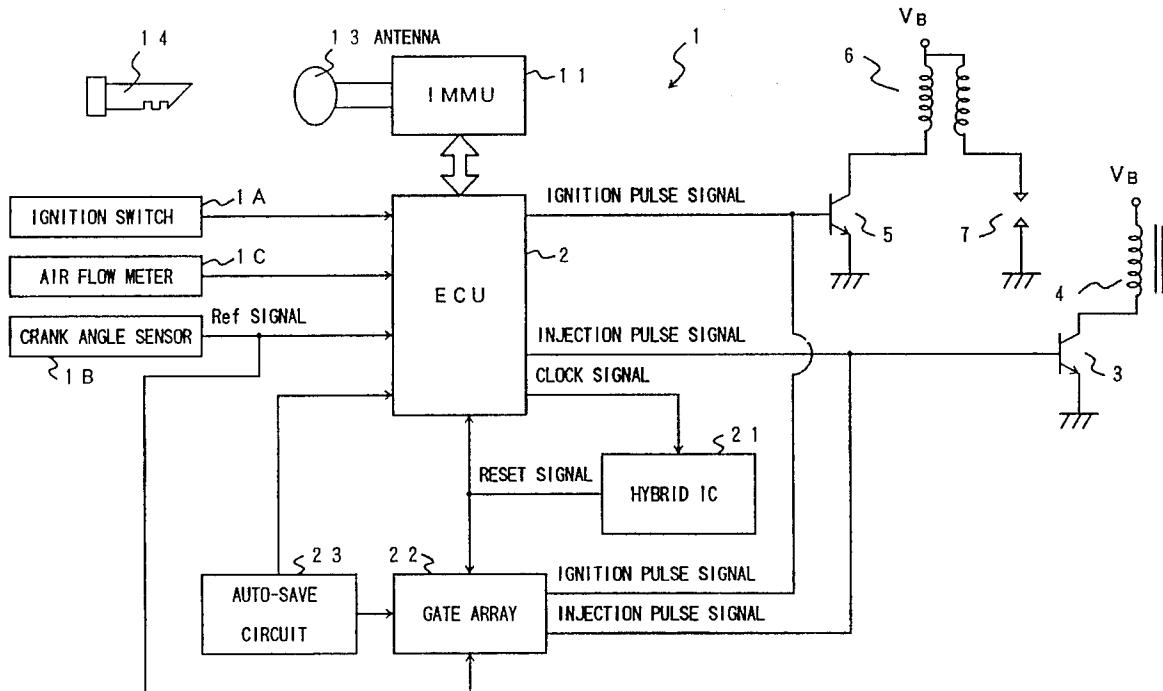 14
13 ANTENNA
11
IMMU
1
6
VB
VB
IGNITION SWITCH
1A
AIR FLOW METER
1C
CRANK ANGLE SENSOR
1B
Ref SIGNAL
ECU
2
IGNITION PULSE SIGNAL
5
7
4
INJECTION PULSE SIGNAL
3
CLOCK SIGNAL
21
RESET SIGNAL
HYBRID IC
23
AUTO-SAVE
CIRCUIT
22
GATE ARRAY
IGNITION PULSE SIGNAL
INJECTION PULSE SIGNAL